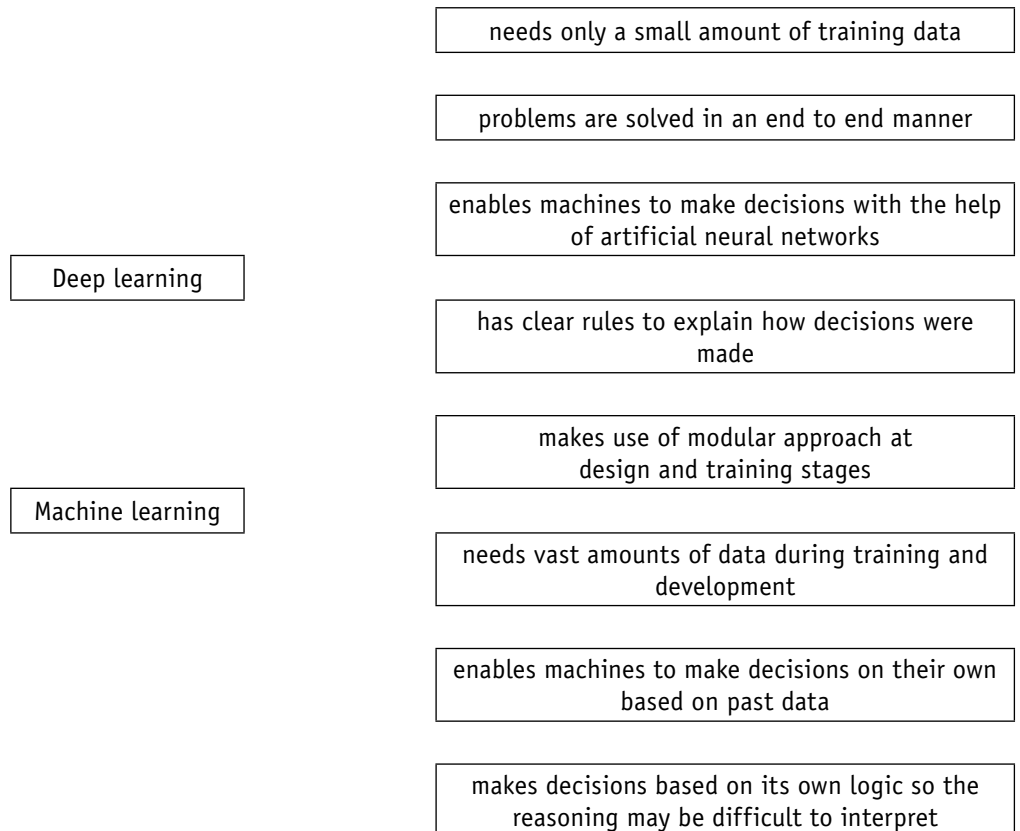 needs only a small amount of training data
problems are solved in an end to end manner
enables machines to make decisions with the help
of artificial neural networks
Deep learning
has clear rules to explain how decisions were
made
makes use of modular approach at
design and training stages
Machine learning
needs vast amounts of data during training and
development
enables machines to make decisions on their own
based on past data
makes decisions based on its own logic so the
reasoning may be difficult to interpret